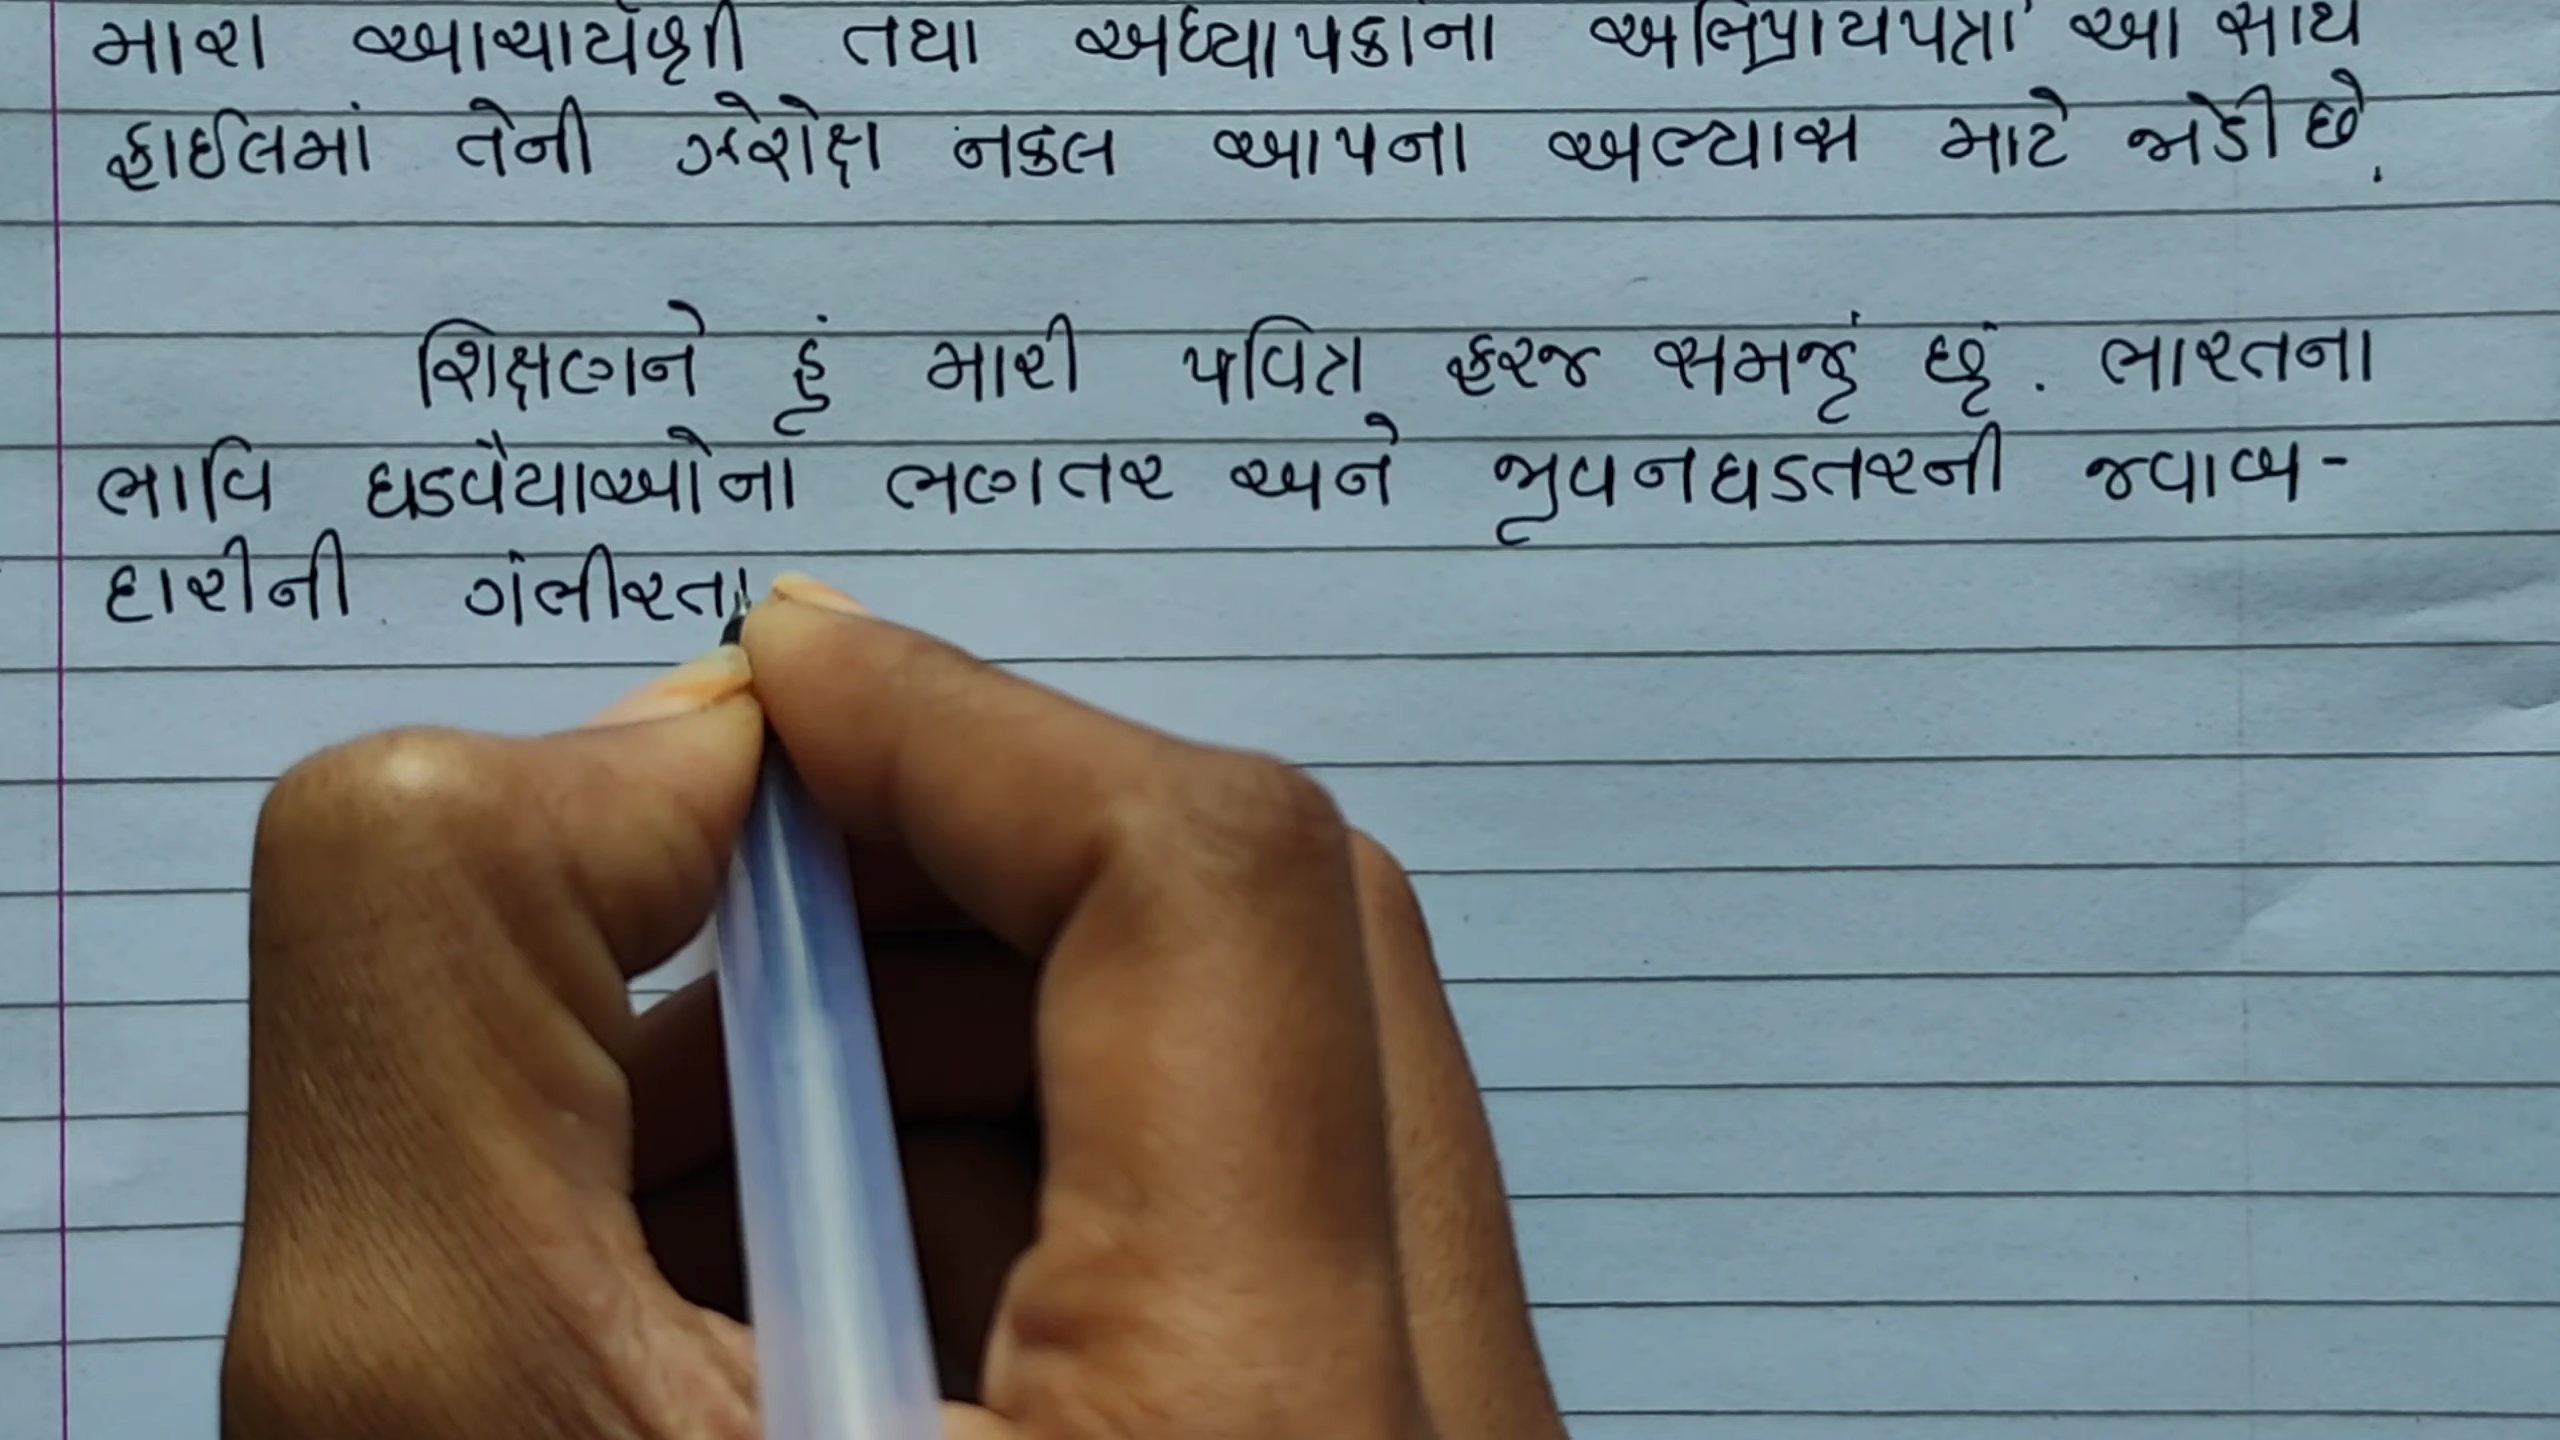 મારા આચાર્યશ્રી તથા અધ્યાપકોના અભિપ્રાયપત્રો આ સાથ
ફાઈલમાં તેની ઝેરોક્ષ નકલ આપના અભ્યાસ માટે જોડી છે.
શિક્ષણને હું મારી પવિત્ર ફરજ સમજું છું. ભારતના
ભાવિ ઘડવૈયાઓના ભણતર અને જીવનઘડતરની જવાબ-
દારીની ગંભીરતા